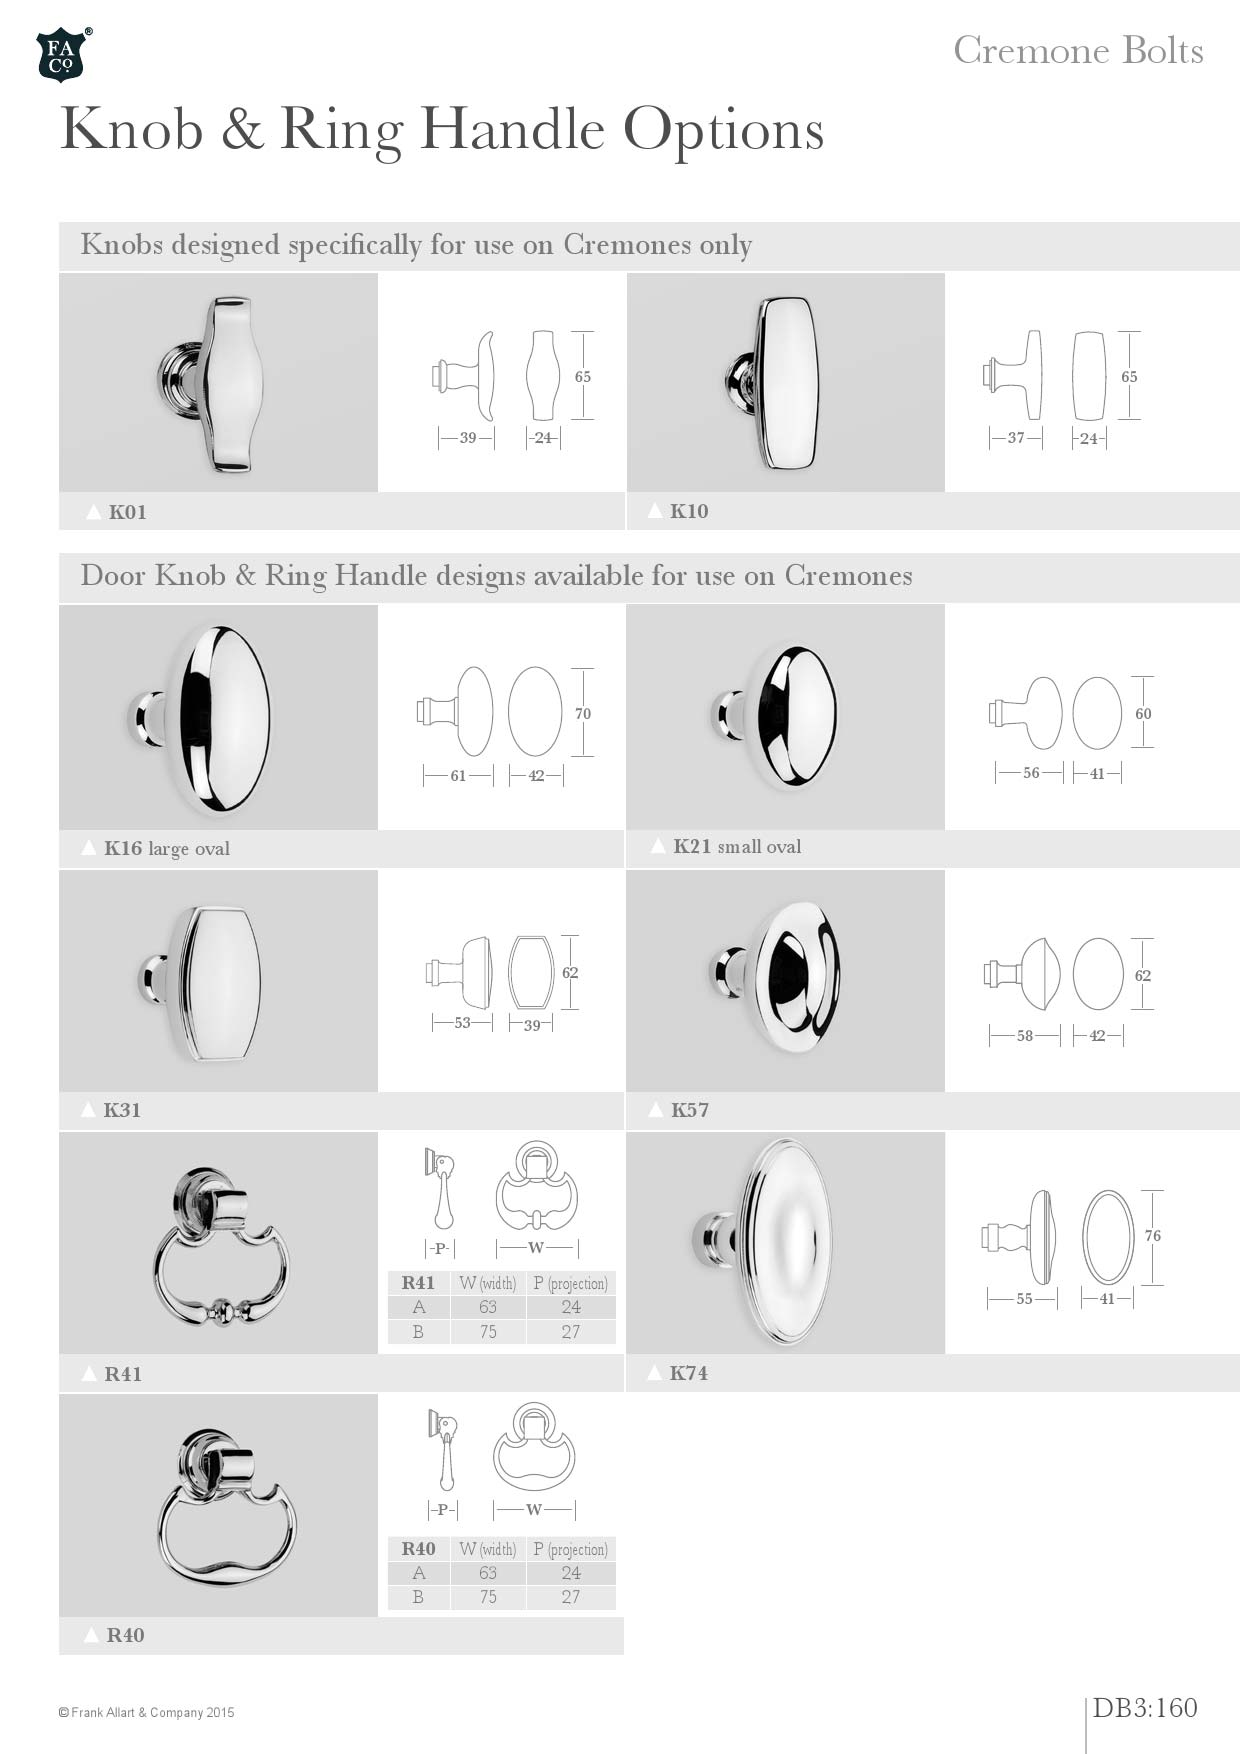 FA
Co.
®
Cremone Bolts
Knob & Ring Handle Options
Knobs designed specifically for use on Cremones only
65
39
24
65
37
24
K01
K10
Door Knob & Ring Handle designs available for use on Cremones
70
61
42
60
56
41
K16 large oval
K21 small oval
62
53
39
62
58
42
K31
K57
P
W
R41 W (width) P (projection)
A 63 24
B 75 27
76
55
41
R41
K74
P
W
R40 W (width) P (projection)
A 63 24
B 75 27
R40
© Frank Allart & Company 2015
DB3:160